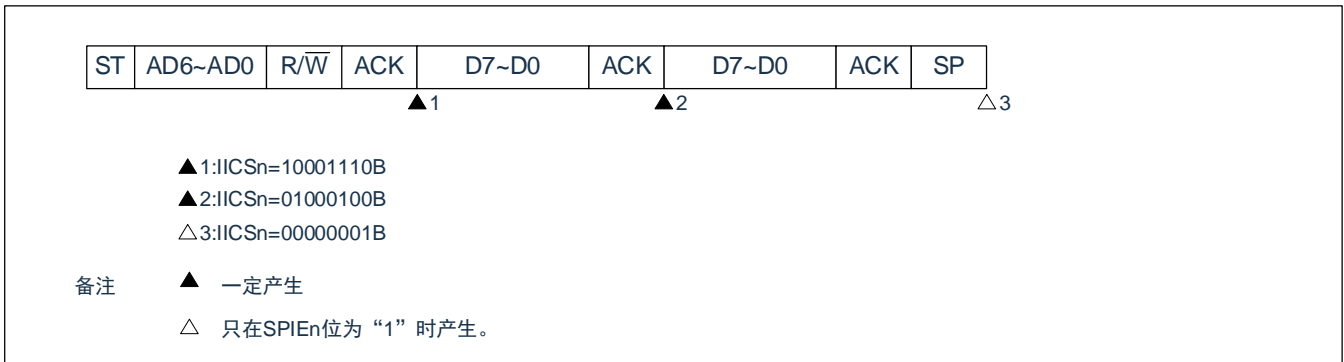 ST AD6~AD0 R/W̅ ACK D7~D0 ACK D7~D0 ACK SP
▲1 ▲2 △3
▲1:IICSn=10001110B
▲2:IICSn=01000100B
△3:IICSn=00000001B
备注 ▲ 一定产生
△ 只在SPIEn位为“1”时产生。